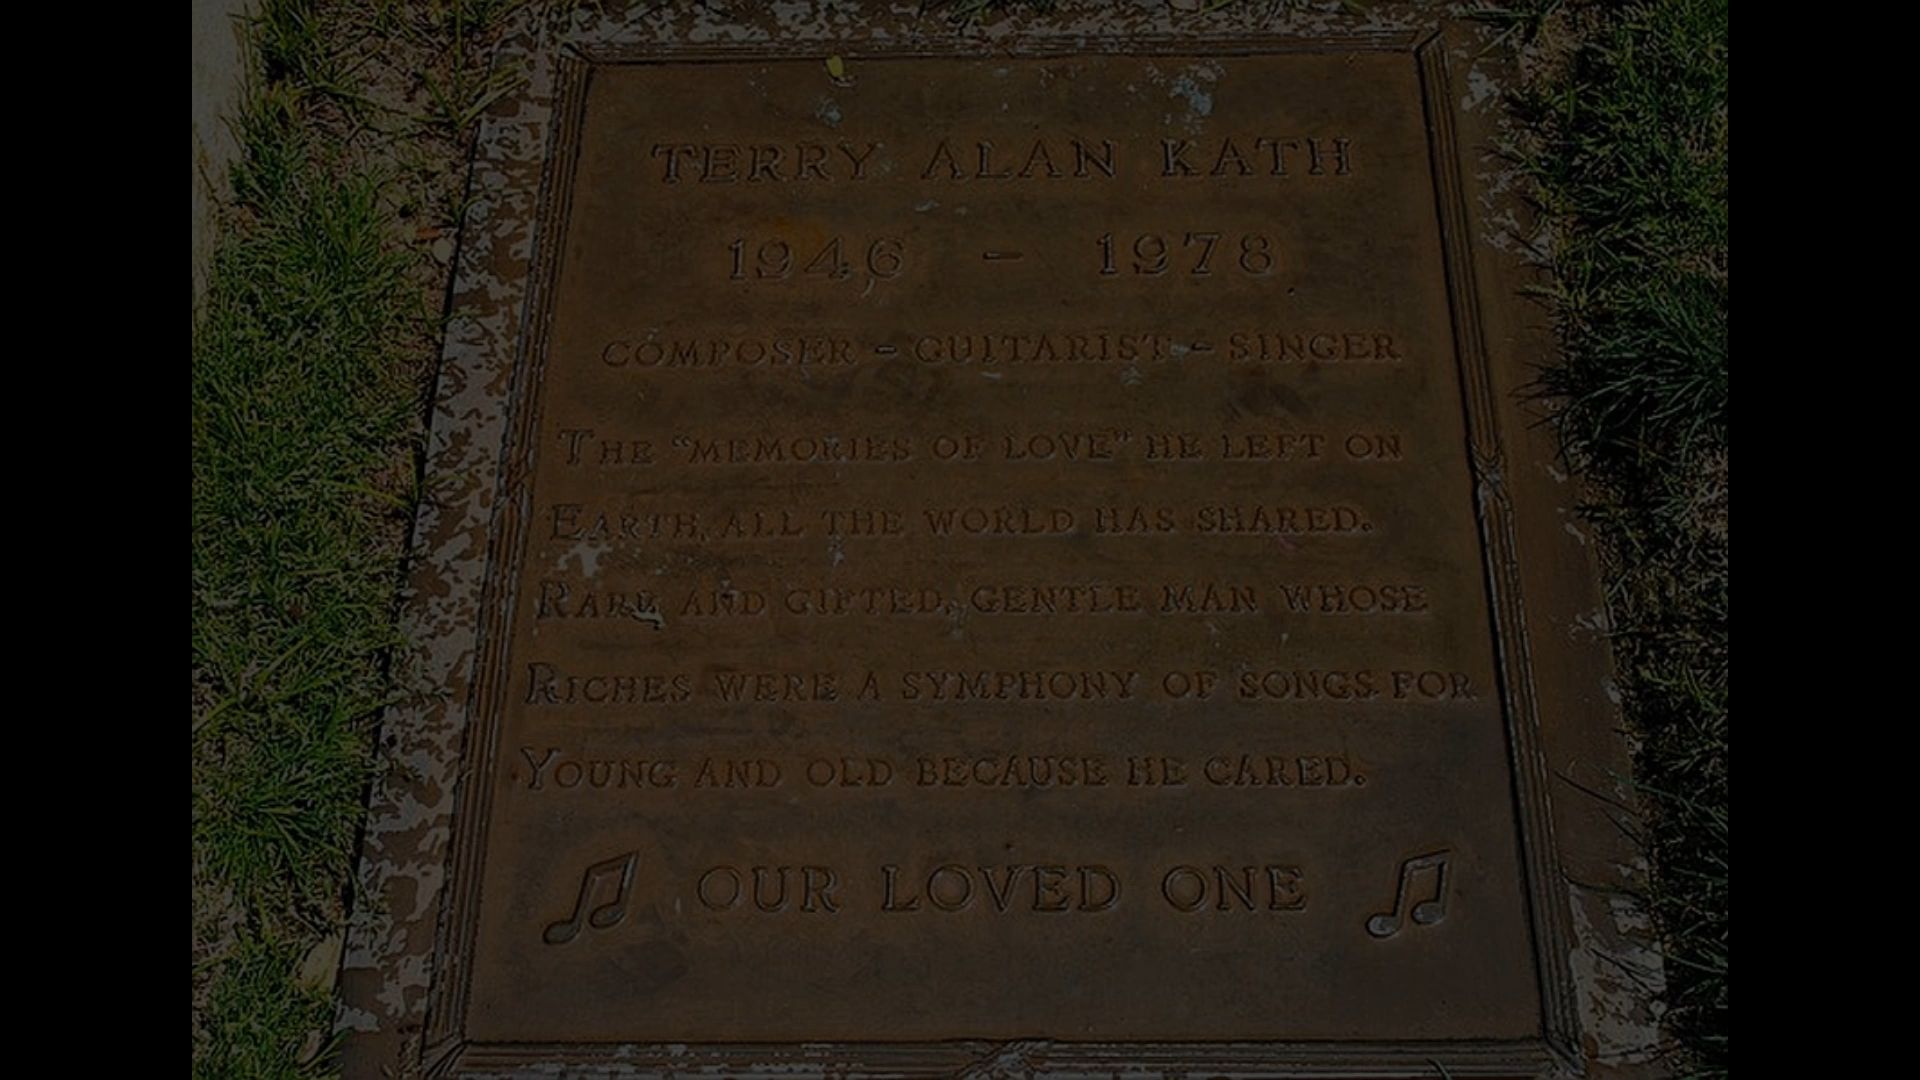 TERRY ALAN KATH
1946 - 1978
COMPOSER - GUITARIST - SINGER
THE "MEMORIES OF LOVE" HE LEFT ON
EARTH, ALL THE WORLD HAS SHARED.
RARE AND GIFTED, GENTLE MAN WHOSE
RICHES WERE A SYMPHONY OF SONGS FOR
YOUNG AND OLD BECAUSE HE CARED.
OUR LOVED ONE